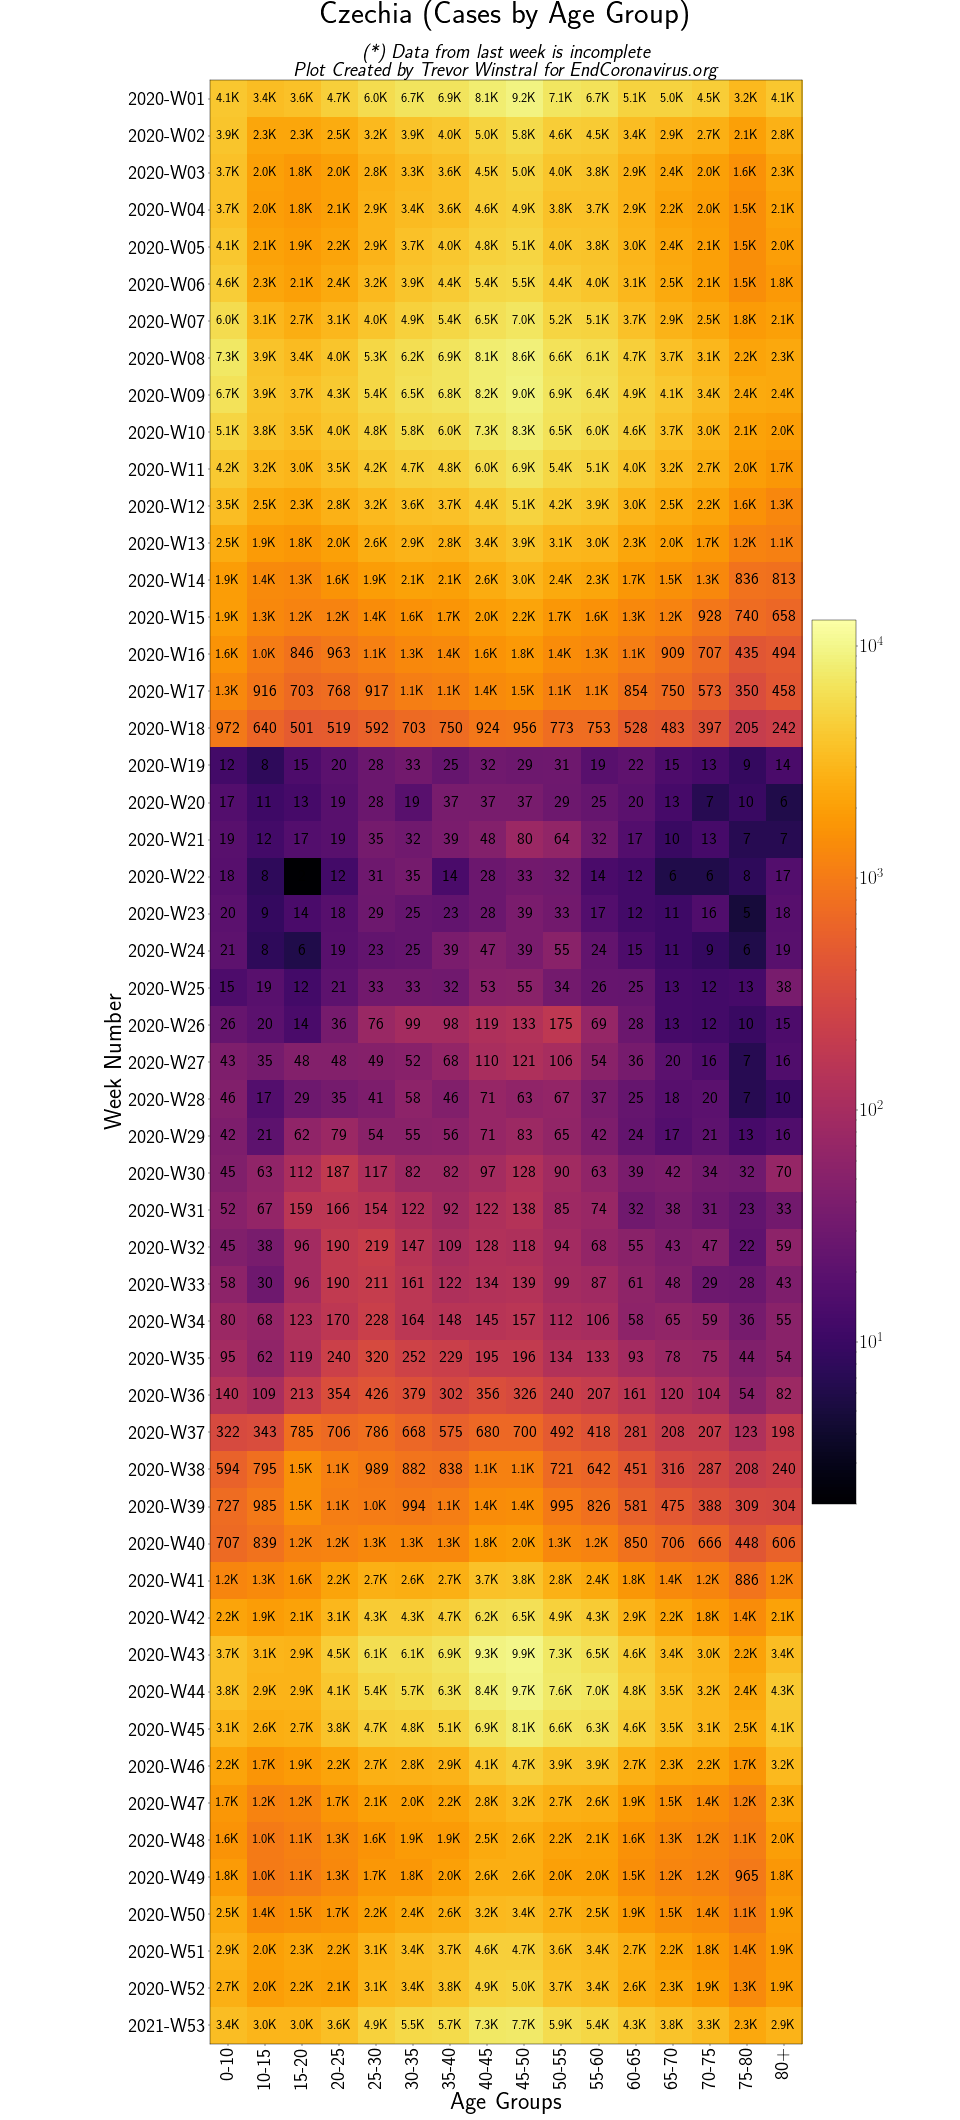 Czechia (Cases by Age Group)
(*) Data from last week is incomplete
Plot Created by Trevor Winstral for EndCoronavirus.org
2020-W01 4.1K 3.4K 3.6K 4.7K 6.0K 6.7K 6.9K 8.1K 9.2K 7.1K 6.7K 5.1K 5.0K 4.5K 3.2K 4.1K
2020-W02 3.9K 2.3K 2.3K 2.5K 3.2K 3.9K 4.0K 5.0K 5.8K 4.6K 4.5K 3.4K 2.9K 2.7K 2.1K 2.8K
2020-W03 3.7K 2.0K 1.8K 2.0K 2.8K 3.3K 3.6K 4.5K 5.0K 4.0K 3.8K 2.9K 2.4K 2.0K 1.6K 2.3K
2020-W04 3.7K 2.0K 1.8K 2.1K 2.9K 3.4K 3.6K 4.6K 4.9K 3.8K 3.7K 2.9K 2.2K 2.0K 1.5K 2.1K
2020-W05 4.1K 2.1K 1.9K 2.2K 2.9K 3.7K 4.0K 4.8K 5.1K 4.0K 3.8K 3.0K 2.4K 2.1K 1.5K 2.0K
2020-W06 4.6K 2.3K 2.1K 2.4K 3.2K 3.9K 4.4K 5.4K 5.5K 4.4K 4.0K 3.1K 2.5K 2.1K 1.5K 1.8K
2020-W07 6.0K 3.1K 2.7K 3.1K 4.0K 4.9K 5.4K 6.5K 7.0K 5.2K 5.1K 3.7K 2.9K 2.5K 1.8K 2.1K
2020-W08 7.3K 3.9K 3.4K 4.0K 5.3K 6.2K 6.9K 8.1K 8.6K 6.6K 6.1K 4.7K 3.7K 3.1K 2.2K 2.3K
2020-W09 6.7K 3.9K 3.7K 4.3K 5.4K 6.5K 6.8K 8.2K 9.0K 6.9K 6.4K 4.9K 4.1K 3.4K 2.4K 2.4K
2020-W10 5.1K 3.8K 3.5K 4.0K 4.8K 5.8K 6.0K 7.3K 8.3K 6.5K 6.0K 4.6K 3.7K 3.0K 2.1K 2.0K
2020-W11 4.2K 3.2K 3.0K 3.5K 4.2K 4.7K 4.8K 6.0K 6.9K 5.4K 5.1K 4.0K 3.2K 2.7K 2.0K 1.7K
2020-W12 3.5K 2.5K 2.3K 2.8K 3.2K 3.6K 3.7K 4.4K 5.1K 4.2K 3.9K 3.0K 2.5K 2.2K 1.6K 1.3K
2020-W13 2.5K 1.9K 1.8K 2.0K 2.6K 2.9K 2.8K 3.4K 3.9K 3.1K 3.0K 2.3K 2.0K 1.7K 1.2K 1.1K
2020-W14 1.9K 1.4K 1.3K 1.6K 1.9K 2.1K 2.1K 2.6K 3.0K 2.4K 2.3K 1.7K 1.5K 1.3K 836 813
2020-W15 1.9K 1.3K 1.2K 1.2K 1.4K 1.6K 1.7K 2.0K 2.2K 1.7K 1.6K 1.3K 1.2K 928 740 658
2020-W16 1.6K 1.0K 846 963 1.1K 1.3K 1.4K 1.6K 1.8K 1.4K 1.3K 1.1K 909 707 435 494
2020-W17 1.3K 916 703 768 917 1.1K 1.1K 1.4K 1.5K 1.1K 1.1K 854 750 573 350 458
2020-W18 972 640 501 519 592 703 750 924 956 773 753 528 483 397 205 242
2020-W19 12 8 15 20 28 33 25 32 29 31 19 22 15 13 9 14
2020-W20 17 11 13 19 28 19 37 37 37 29 25 20 13 7 10 6
2020-W21 19 12 17 19 35 32 39 48 80 64 32 17 10 13 7 7
2020-W22 18 8 12 31 35 14 28 33 32 14 12 6 6 8 17
2020-W23 20 9 14 18 29 25 23 28 39 33 17 12 11 16 5 18
2020-W24 21 8 6 19 23 25 39 47 39 55 24 15 11 9 6 19
2020-W25 15 19 12 21 33 33 32 53 55 34 26 25 13 12 13 38
2020-W26 26 20 14 36 76 99 98 119 133 175 69 28 13 12 10 15
2020-W27 43 35 48 48 49 52 68 110 121 106 54 36 20 16 7 16
2020-W28 46 17 29 35 41 58 46 71 63 67 37 25 18 20 7 10
2020-W29 42 21 62 79 54 55 56 71 83 65 42 24 17 21 13 16
2020-W30 45 63 112 187 117 82 82 97 128 90 63 39 42 34 32 70
2020-W31 52 67 159 166 154 122 92 122 138 85 74 32 38 31 23 33
2020-W32 45 38 96 190 219 147 109 128 118 94 68 55 43 47 22 59
2020-W33 58 30 96 190 211 161 122 134 139 99 87 61 48 29 28 43
2020-W34 80 68 123 170 228 164 148 145 157 112 106 58 65 59 36 55
2020-W35 95 62 119 240 320 252 229 195 196 134 133 93 78 75 44 54
2020-W36 140 109 213 354 426 379 302 356 326 240 207 161 120 104 54 82
2020-W37 322 343 785 706 786 668 575 680 700 492 418 281 208 207 123 198
2020-W38 594 795 1.5K 1.1K 989 882 838 1.1K 1.1K 721 642 451 316 287 208 240
2020-W39 727 985 1.5K 1.1K 1.0K 994 1.1K 1.4K 1.4K 995 826 581 475 388 309 304
2020-W40 707 839 1.2K 1.2K 1.3K 1.3K 1.3K 1.8K 2.0K 1.3K 1.2K 850 706 666 448 606
2020-W41 1.2K 1.3K 1.6K 2.2K 2.7K 2.6K 2.7K 3.7K 3.8K 2.8K 2.4K 1.8K 1.4K 1.2K 886 1.2K
2020-W42 2.2K 1.9K 2.1K 3.1K 4.3K 4.3K 4.7K 6.2K 6.5K 4.9K 4.3K 2.9K 2.2K 1.8K 1.4K 2.1K
2020-W43 3.7K 3.1K 2.9K 4.5K 6.1K 6.1K 6.9K 9.3K 9.9K 7.3K 6.5K 4.6K 3.4K 3.0K 2.2K 3.4K
2020-W44 3.8K 2.9K 2.9K 4.1K 5.4K 5.7K 6.3K 8.4K 9.7K 7.6K 7.0K 4.8K 3.5K 3.2K 2.4K 4.3K
2020-W45 3.1K 2.6K 2.7K 3.8K 4.7K 4.8K 5.1K 6.9K 8.1K 6.6K 6.3K 4.6K 3.5K 3.1K 2.5K 4.1K
2020-W46 2.2K 1.7K 1.9K 2.2K 2.7K 2.8K 2.9K 4.1K 4.7K 3.9K 3.9K 2.7K 2.3K 2.2K 1.7K 3.2K
2020-W47 1.7K 1.2K 1.2K 1.7K 2.1K 2.0K 2.2K 2.8K 3.2K 2.7K 2.6K 1.9K 1.5K 1.4K 1.2K 2.3K
2020-W48 1.6K 1.0K 1.1K 1.3K 1.6K 1.9K 1.9K 2.5K 2.6K 2.2K 2.1K 1.6K 1.3K 1.2K 1.1K 2.0K
2020-W49 1.8K 1.0K 1.1K 1.3K 1.7K 1.8K 2.0K 2.6K 2.6K 2.0K 2.0K 1.5K 1.2K 1.2K 965 1.8K
2020-W50 2.5K 1.4K 1.5K 1.7K 2.2K 2.4K 2.6K 3.2K 3.4K 2.7K 2.5K 1.9K 1.5K 1.4K 1.1K 1.9K
2020-W51 2.9K 2.0K 2.3K 2.2K 3.1K 3.4K 3.7K 4.6K 4.7K 3.6K 3.4K 2.7K 2.2K 1.8K 1.4K 1.9K
2020-W52 2.7K 2.0K 2.2K 2.1K 3.1K 3.4K 3.8K 4.9K 5.0K 3.7K 3.4K 2.6K 2.3K 1.9K 1.3K 1.9K
2021-W53 3.4K 3.0K 3.0K 3.6K 4.9K 5.5K 5.7K 7.3K 7.7K 5.9K 5.4K 4.3K 3.8K 3.3K 2.3K 2.9K
0-10 10-15 15-20 20-25 25-30 30-35 35-40 40-45 45-50 50-55 55-60 60-65 65-70 70-75 75-80 80+
Age Groups
Week Number
10⁴
10³
10²
10¹